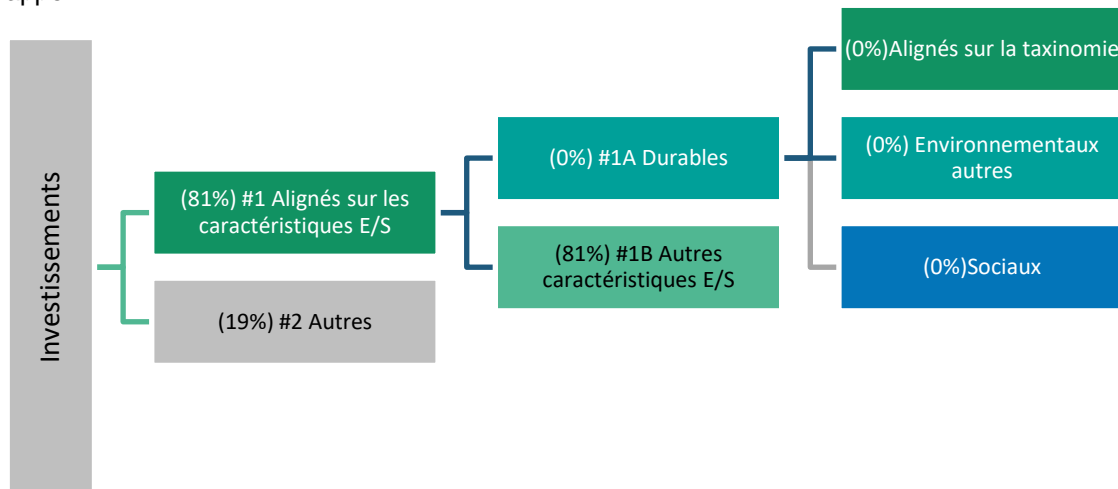 Investissements
(81%) #1 Alignés sur les
caractéristiques E/S
(19%) #2 Autres
(0%) #1A Durables
(81%) #1B Autres
caractéristiques E/S
(0%)Alignés sur la taxinomie
(0%) Environnementaux
autres
(0%)Sociaux